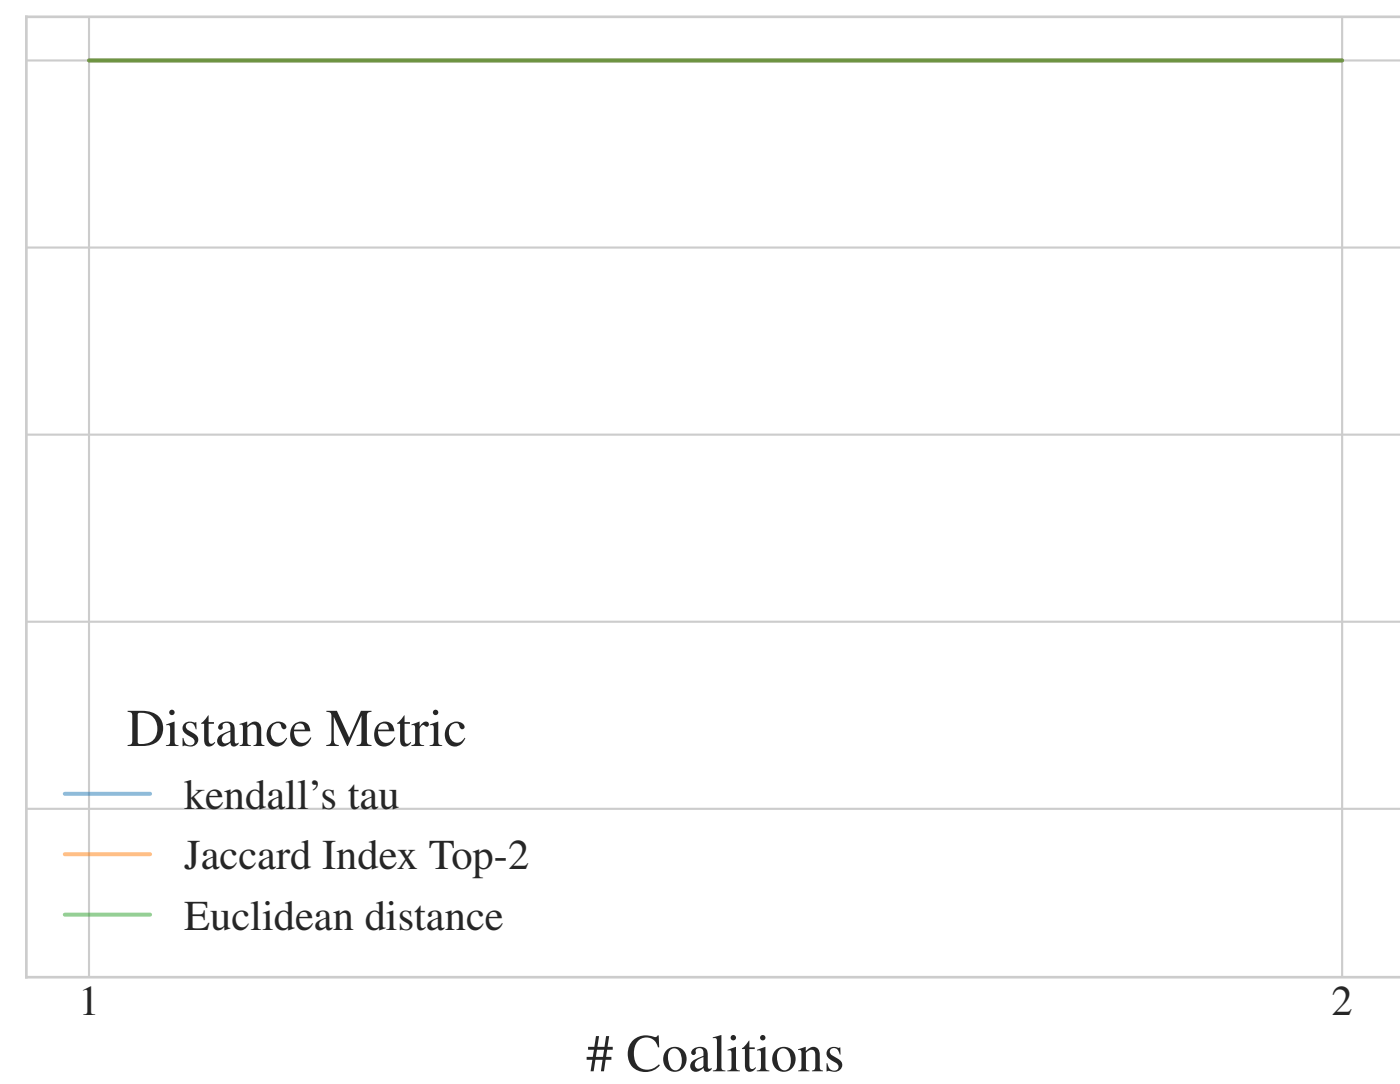 Distance Metric
kendall’s tau
Jaccard Index Top-2
Euclidean distance
1 2
# Coalitions